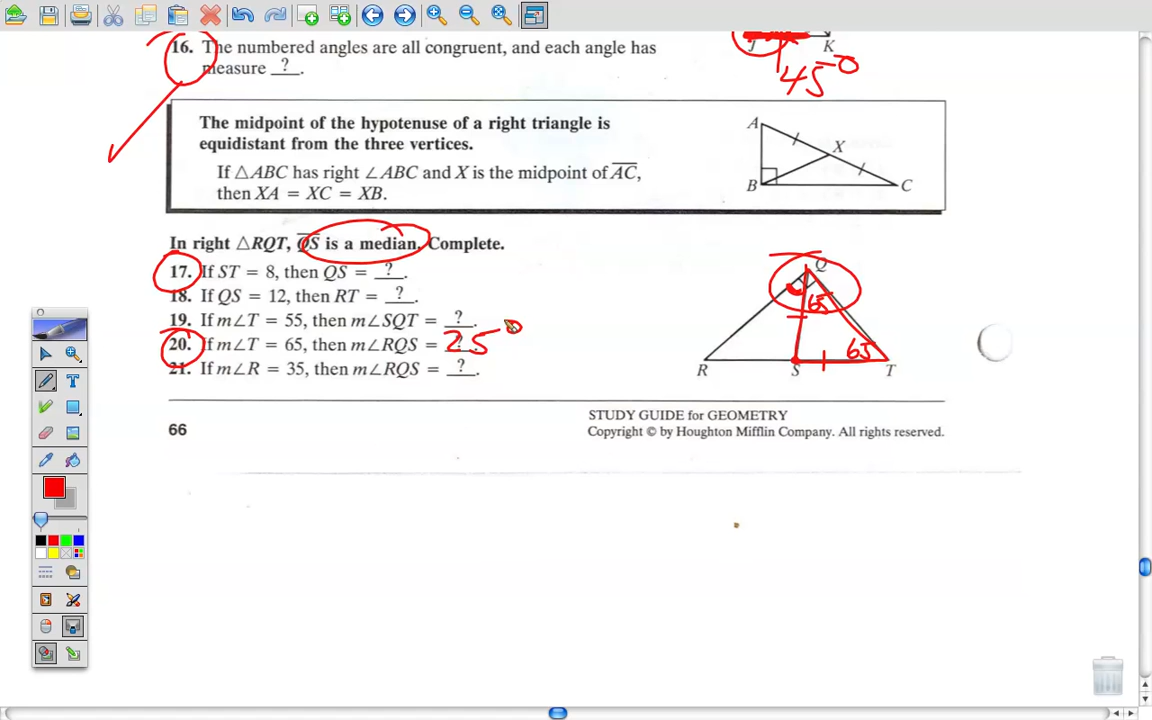 16. The numbered angles are all congruent, and each angle has
measure ?.
J K
45°
The midpoint of the hypotenuse of a right triangle is
equidistant from the three vertices.
If △ABC has right ∠ABC and X is the midpoint of AC,
then XA = XC = XB.
A
X
B
C
In right △RQT, QS is a median. Complete.
17. If ST = 8, then QS = ?.
18. If QS = 12, then RT = ?.
19. If m∠T = 55, then m∠SQT = ?.
20. If m∠T = 65, then m∠RQS = 25°
21. If m∠R = 35, then m∠RQS = ?.
Q
65
65
R S T
66
STUDY GUIDE for GEOMETRY
Copyright © by Houghton Mifflin Company. All rights reserved.